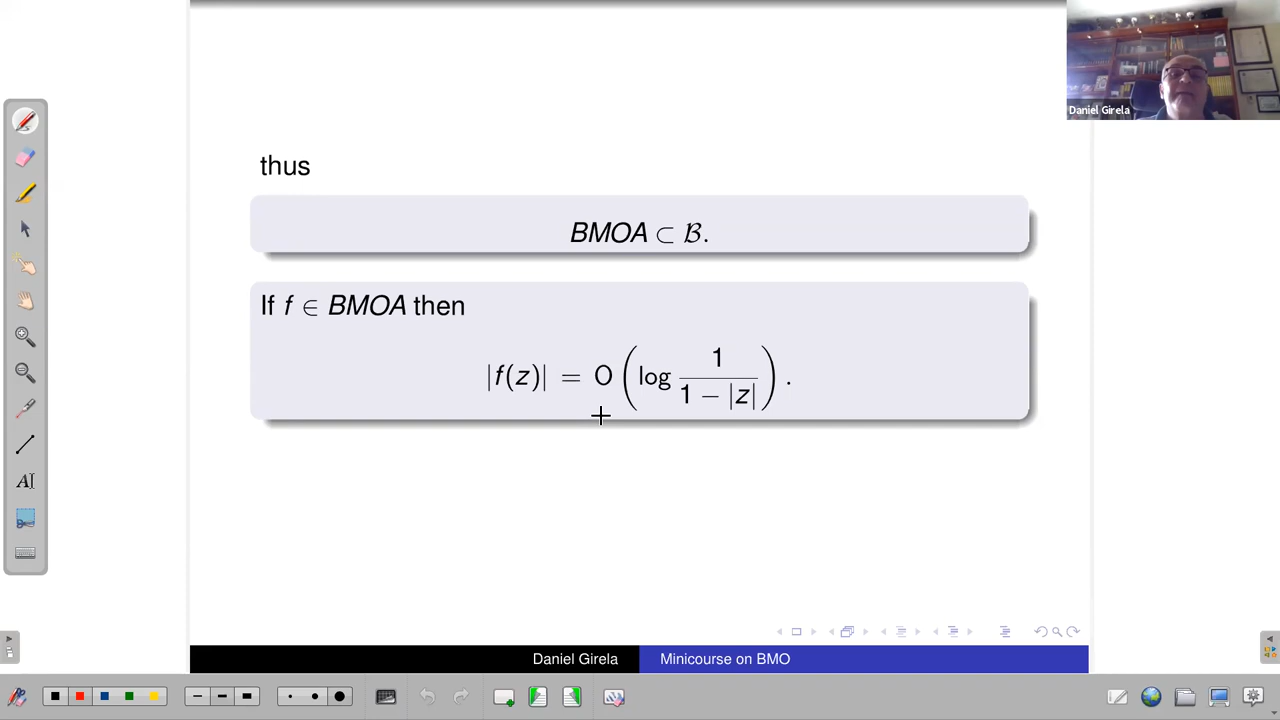 Daniel Girela
thus
BMOA ⊂ ℬ.
If f ∈ BMOA then
|f(z)| = O ( log 1 / (1 − |z|) ) .
Daniel Girela Minicourse on BMO